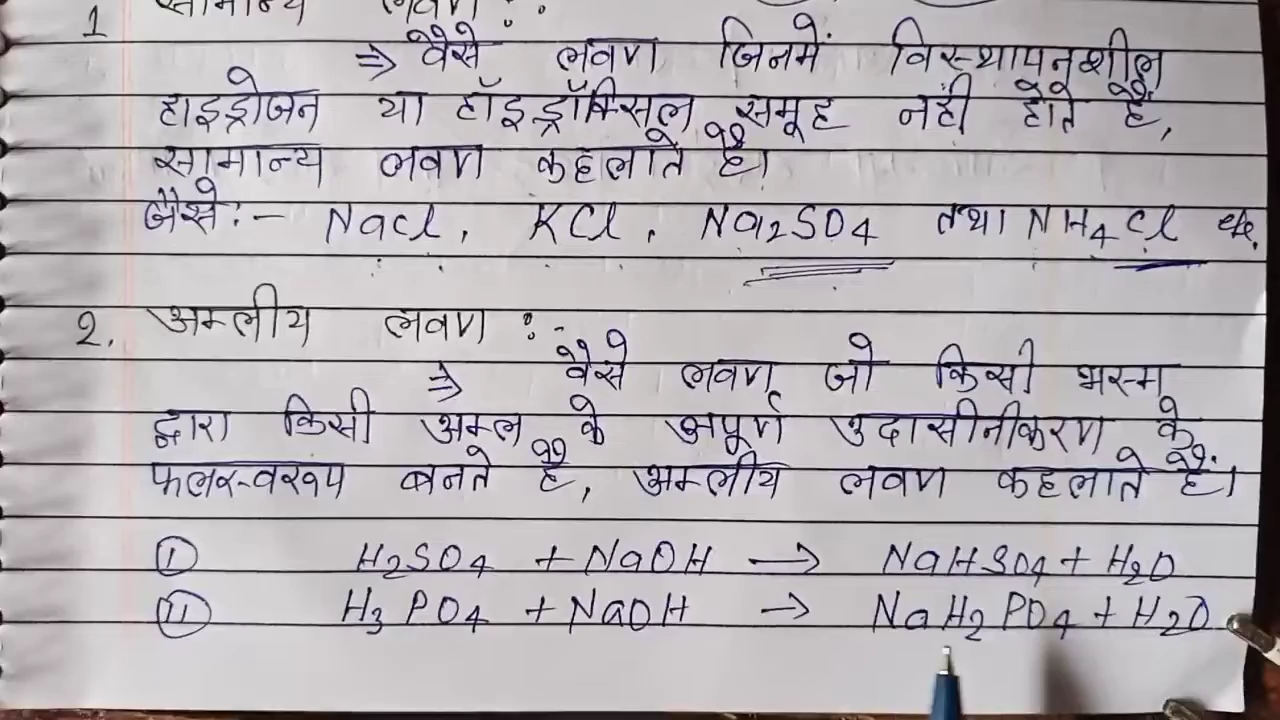 1 सामान्य लवण :
⇒ वैसे लवण जिनमें विस्थापनशील
हाइड्रोजन या हॉइड्रॉक्सिल समूह नहीं होते हैं,
सामान्य लवण कहलाते हैं।
जैसे :- NaCl, KCl, Na2SO4 तथा NH4Cl etc.
2. अम्लीय लवण :-
⇒ वैसे लवण जो किसी भस्म
द्वारा किसी अम्ल के अपूर्ण उदासीनीकरण के
फलस्वरूप बनते हैं, अम्लीय लवण कहलाते हैं।
(I) H2SO4 + NaOH → NaHSO4 + H2O
(II) H3PO4 + NaOH → NaH2PO4 + H2O